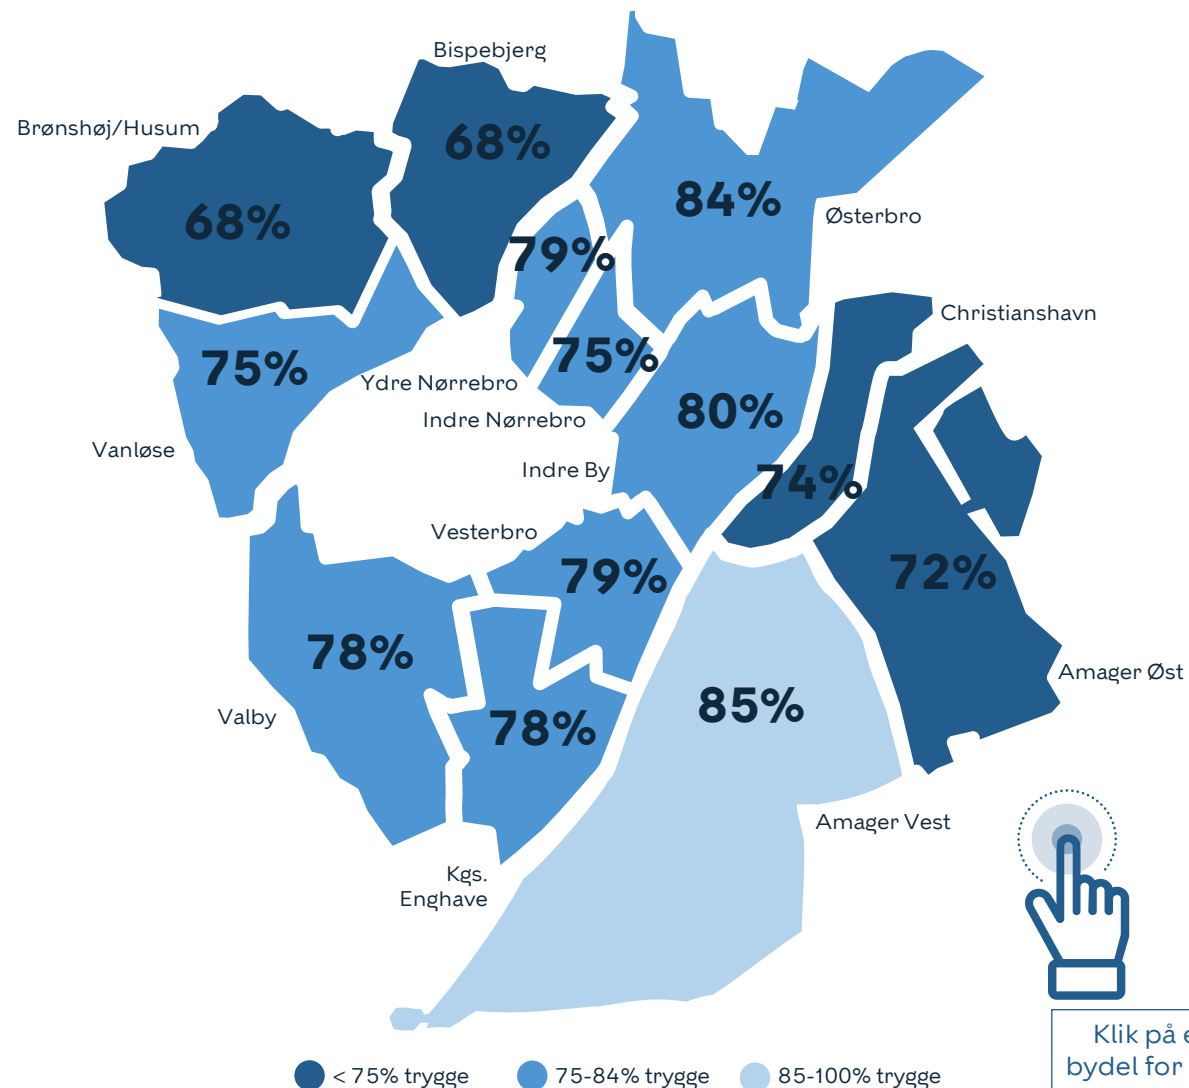 Bispebjerg
Brønshøj/Husum
68%
68%
84%
Østerbro
79%
Christianshavn
75%
75%
Ydre Nørrebro
Indre Nørrebro
80%
Vanløse
Indre By
74%
Vesterbro
79%
72%
78%
Amager Øst
85%
Valby
78%
Amager Vest
Kgs.
Enghave
Klik på
bydel for
< 75% trygge
75-84% trygge
85-100% trygge